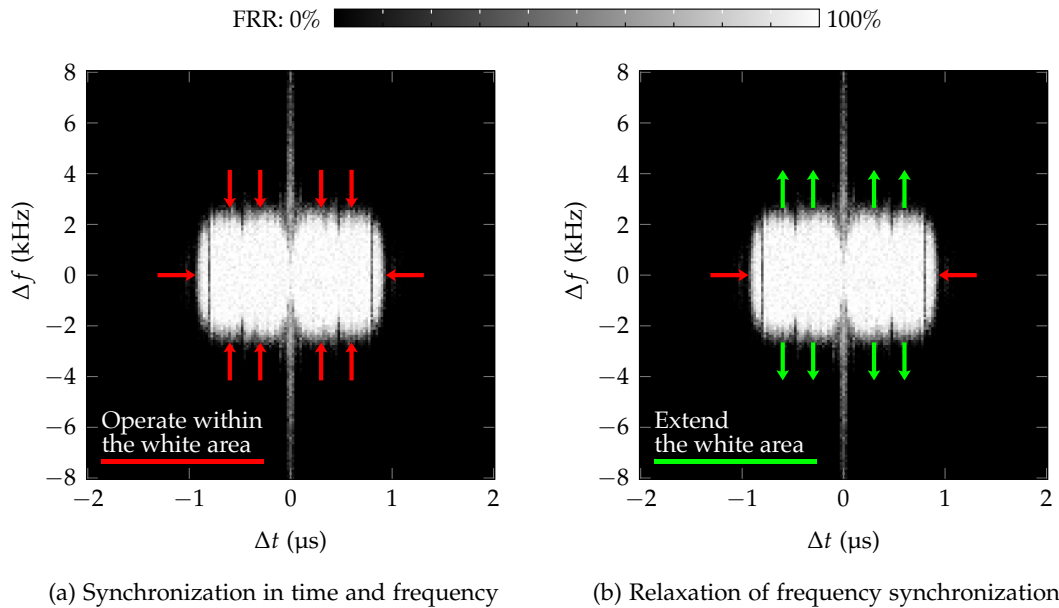 FRR: 0% 100%
8
6
4
2
0
−2
−4
−6
−8
Δf (kHz)
Operate within
the white area
−2 −1 0 1 2
Δt (µs)
(a) Synchronization in time and frequency
8
6
4
2
0
−2
−4
−6
−8
Δf (kHz)
Extend
the white area
−2 −1 0 1 2
Δt (µs)
(b) Relaxation of frequency synchronization